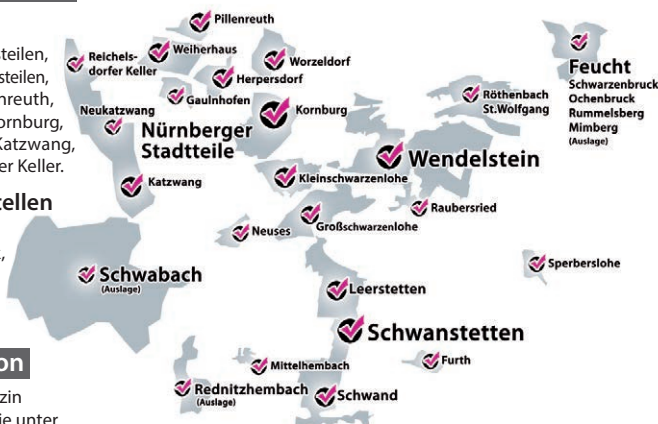 steilen,
steilen,
nreuth,
ornburg,
Katzwang,
er Keller.
tellen
on
zin
ie unter
Pillenreuth
Reichels-
dorfer Keller
Weiherhaus
Worzeldorf
Herpersdorf
Gaulnhofen
Neukatzwang
Kornburg
Nürnberger
Stadtteile
Katzwang
Feucht
Schwarzenbruck
Ochenbruck
Rummelsberg
Mimberg
(Auslage)
Röthenbach
St.Wolfgang
Wendelstein
Kleinschwarzenlohe
Raubersried
Großschwarzenlohe
Neuses
Sperberslohe
Schwabach
(Auslage)
Leerstetten
Schwanstetten
Mittelhembach
Furth
Rednitzhembach
(Auslage)
Schwand